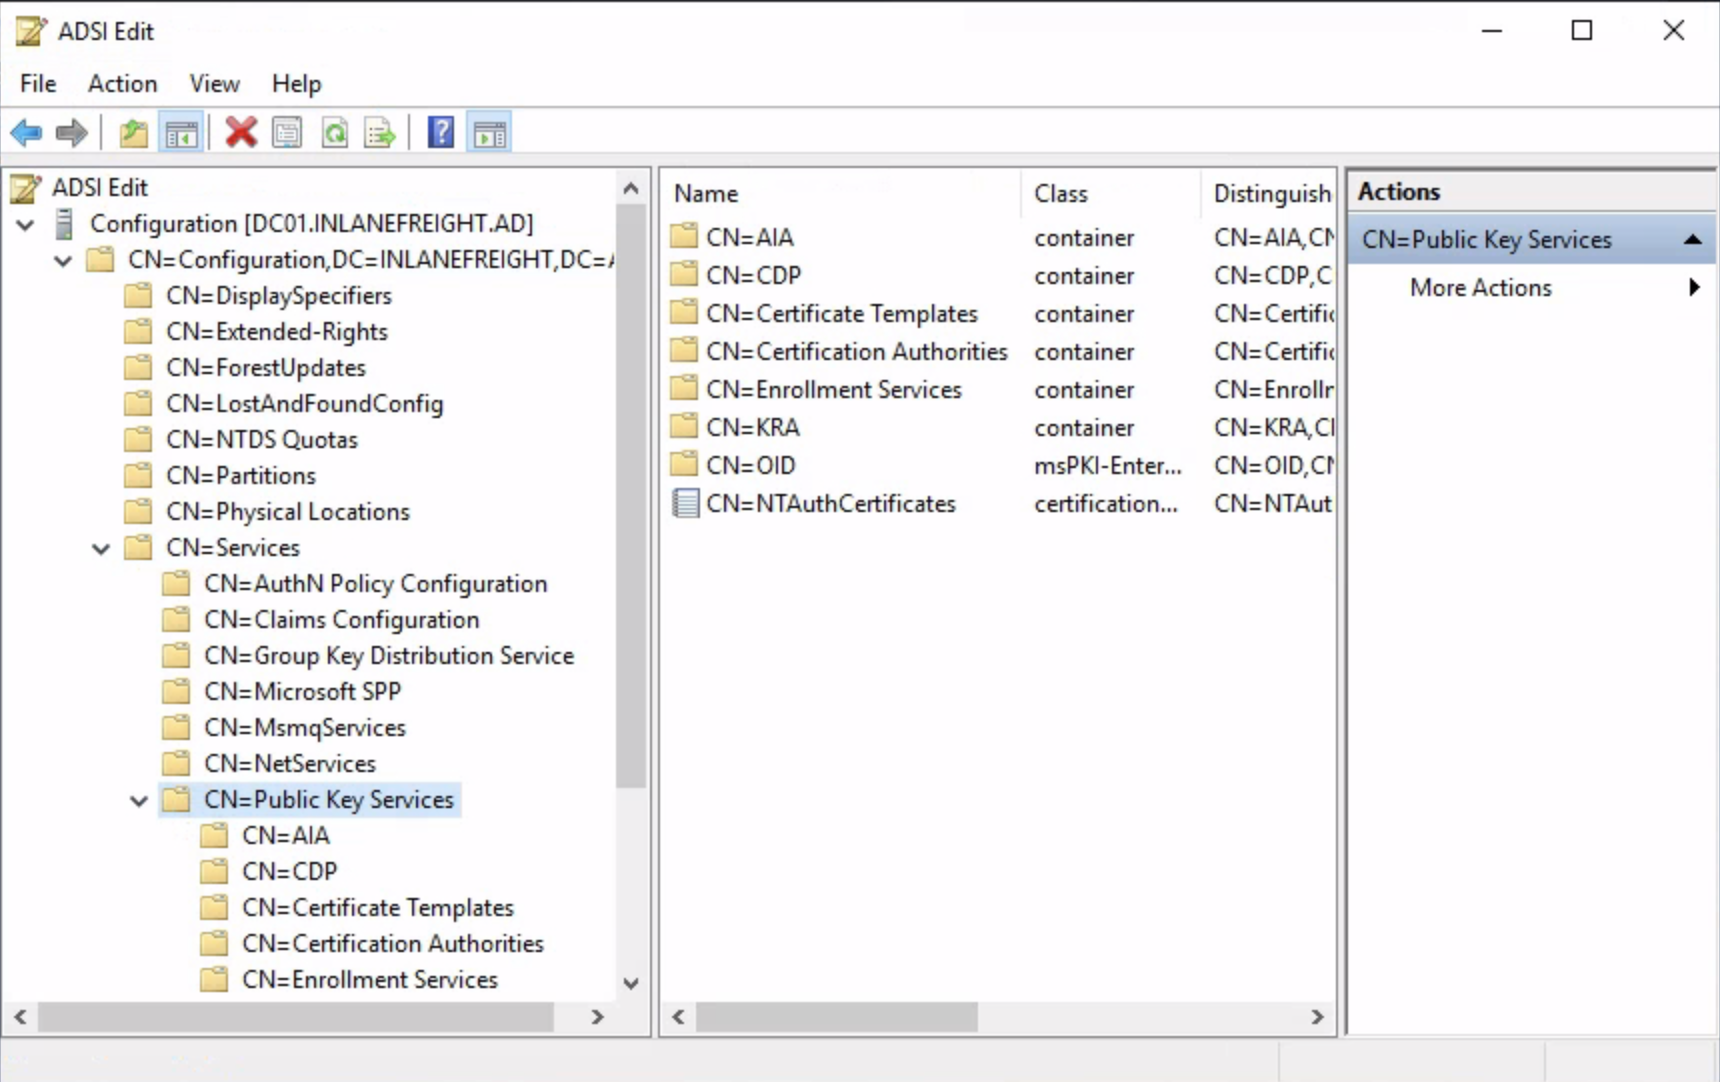 ADSI Edit
File Action View Help
ADSI Edit
Configuration [DC01.INLANEFREIGHT.AD]
CN=Configuration,DC=INLANEFREIGHT,DC=A
CN=DisplaySpecifiers
CN=Extended-Rights
CN=ForestUpdates
CN=LostAndFoundConfig
CN=NTDS Quotas
CN=Partitions
CN=Physical Locations
CN=Services
CN=AuthN Policy Configuration
CN=Claims Configuration
CN=Group Key Distribution Service
CN=Microsoft SPP
CN=MsmqServices
CN=NetServices
CN=Public Key Services
CN=AIA
CN=CDP
CN=Certificate Templates
CN=Certification Authorities
CN=Enrollment Services
Name Class Distinguish
CN=AIA container CN=AIA,CN
CN=CDP container CN=CDP,C
CN=Certificate Templates container CN=Certific
CN=Certification Authorities container CN=Certific
CN=Enrollment Services container CN=Enrollr
CN=KRA container CN=KRA,CI
CN=OID msPKI-Enter... CN=OID,CN
CN=NTAuthCertificates certification... CN=NTAut
Actions
CN=Public Key Services
More Actions